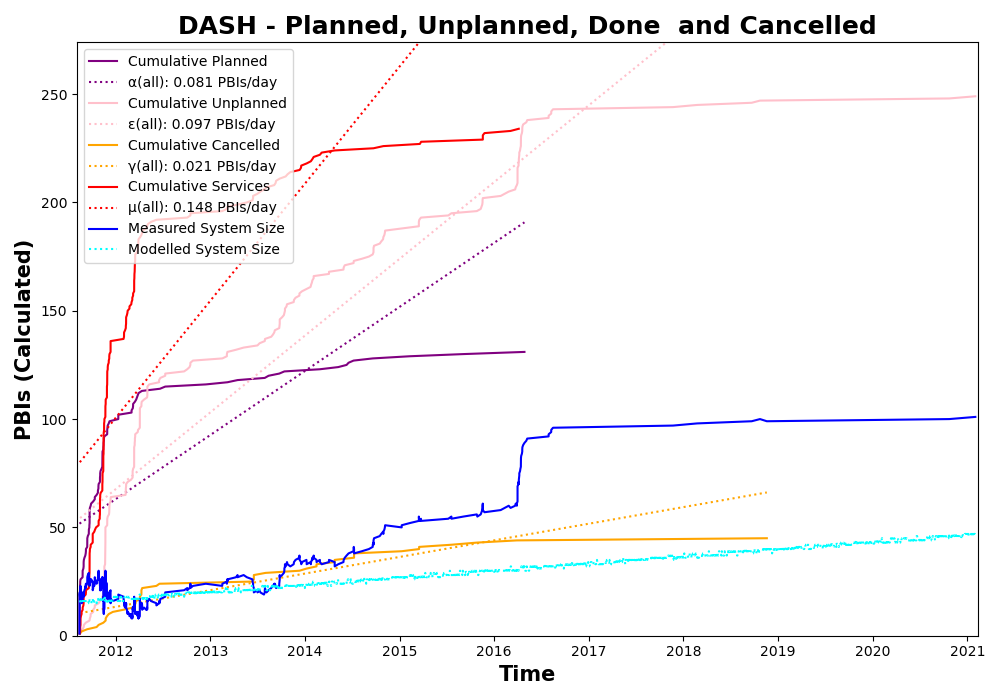 DASH - Planned, Unplanned, Done  and Cancelled
Cumulative Planned
α(all): 0.081 PBIs/day
Cumulative Unplanned
ε(all): 0.097 PBIs/day
Cumulative Cancelled
γ(all): 0.021 PBIs/day
Cumulative Services
μ(all): 0.148 PBIs/day
Measured System Size
Modelled System Size
PBIs (Calculated)
250
200
150
100
50
0
2012 2013 2014 2015 2016 2017 2018 2019 2020 2021
Time